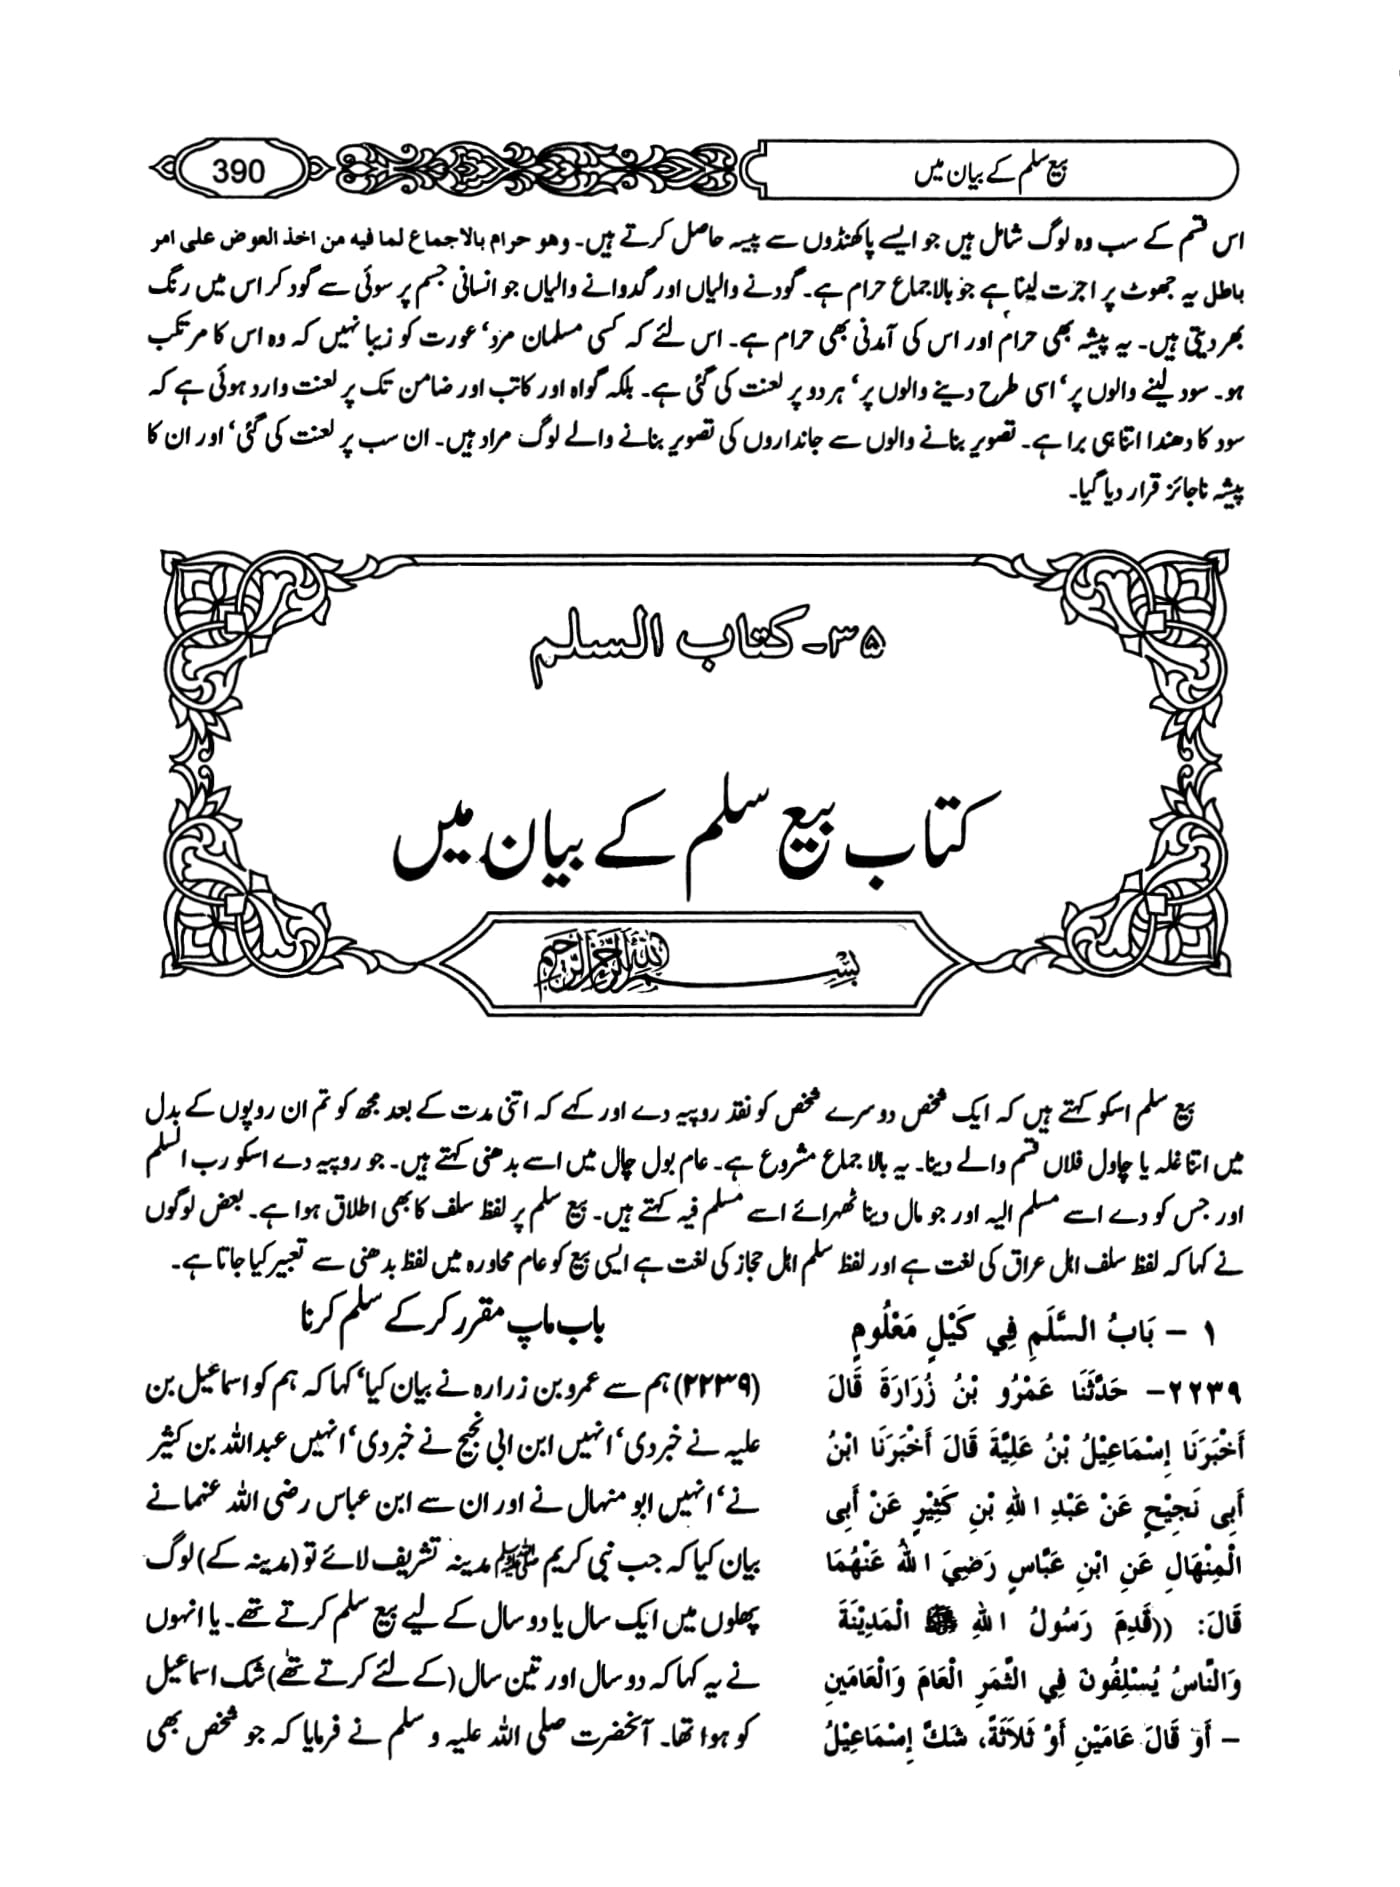 بیع سلم کے بیان میں
390
اس قسم کے سب وہ لوگ شامل ہیں جو ایسے پاکھنڈوں سے پیسہ حاصل کرتے ہیں۔ وھو حرام بالاجماع لما فیہ من اخذ العوض علی امر
باطل یہ جھوٹ پر اجرت لینا ہے جو بالاجماع حرام ہے۔ گودنے والیاں اور گدوانے والیاں جو انسانی جسم پر سوئی سے گود کر اس میں رنگ
بھر دیتی ہیں۔ یہ پیشہ بھی حرام اور اس کی آمدنی بھی حرام ہے۔ اس لئے کہ کسی مسلمان مرد‘ عورت کو زیبا نہیں کہ وہ اس کا مرتکب
ہو۔ سود لینے والوں پر‘ اسی طرح دینے والوں پر‘ ہر دو پر لعنت کی گئی ہے۔ بلکہ گواہ اور کاتب اور ضامن تک پر لعنت وارد ہوئی ہے کہ
سود کا دھندا اتنا ہی برا ہے۔ تصویر بنانے والوں سے جانداروں کی تصویر بنانے والے لوگ مراد ہیں۔ ان سب پر لعنت کی گئی‘ اور ان کا
پیشہ ناجائز قرار دیا گیا۔
۳۵۔ کتاب السلم
کتاب بیع سلم کے بیان میں
بسم اللہ الرحمن الرحیم
بیع سلم اسکو کہتے ہیں کہ ایک شخص دوسرے شخص کو نقد روپیہ دے اور کہے کہ اتنی مدت کے بعد مجھ کو تم ان روپوں کے بدل
میں اتنا غلہ یا چاول فلاں قسم والے دینا۔ یہ بالاجماع مشروع ہے۔ عام بول چال میں اسے بدھنی کہتے ہیں۔ جو روپیہ دے اسکو رب السلم
اور جس کو دے اسے مسلم الیہ اور جو مال دینا ٹھہرائے اسے مسلم فیہ کہتے ہیں۔ بیع سلم پر لفظ سلف کا بھی اطلاق ہوا ہے۔ بعض لوگوں
نے کہا کہ لفظ سلف اہل عراق کی لغت ہے اور لفظ سلم اہل حجاز کی لغت ہے ایسی بیع کو عام محاورہ میں لفظ بدھنی سے تعبیر کیا جاتا ہے۔
۱ – بَابُ السَّلَمِ فِي كَيْلٍ مَعْلُومٍ
۲۲۳۹– حَدَّثَنَا عَمْرُو بْنُ زُرَارَةَ قَالَ
أَخْبَرَنَا إِسْمَاعِيْلُ بْنُ عَلِيَّةَ قَالَ أَخْبَرَنَا ابْنُ
أَبِي نَجِيْحٍ عَنْ عَبْدِ اللهِ بْنِ كَثِيْرٍ عَنْ أَبِي
الْمِنْهَالِ عَنِ ابْنِ عَبَّاسٍ رَضِيَ اللهُ عَنْهُمَا
قَالَ: ((قَدِمَ رَسُولُ اللهِ ﷺ الْمَدِيْنَةَ
وَالنَّاسُ يُسْلِفُونَ فِي الثَّمَرِ الْعَامَ وَالْعَامَينِ
– أَوْ قَالَ عَامَيْنِ أَوْ ثَلاَثَةً، شَكَّ إِسْمَاعِيْلُ
باب ماپ مقرر کر کے سلم کرنا
(۲۲۳۹) ہم سے عمرو بن زرارہ نے بیان کیا‘ کہا کہ ہم کو اسماعیل بن
علیہ نے خبر دی‘ انہیں ابن ابی نجیح نے خبر دی‘ انہیں عبداللہ بن کثیر
نے‘ انہیں ابو منہال نے اور ان سے ابن عباس رضی اللہ عنہما نے
بیان کیا کہ جب نبی کریم ﷺ مدینہ تشریف لائے تو (مدینہ کے) لوگ
پھلوں میں ایک سال یا دو سال کے لیے بیع سلم کرتے تھے۔ یا انہوں
نے یہ کہا کہ دو سال اور تین سال (کے لئے کرتے تھے) شک اسماعیل
کو ہوا تھا۔ آنحضرت صلی اللہ علیہ و سلم نے فرمایا کہ جو شخص بھی